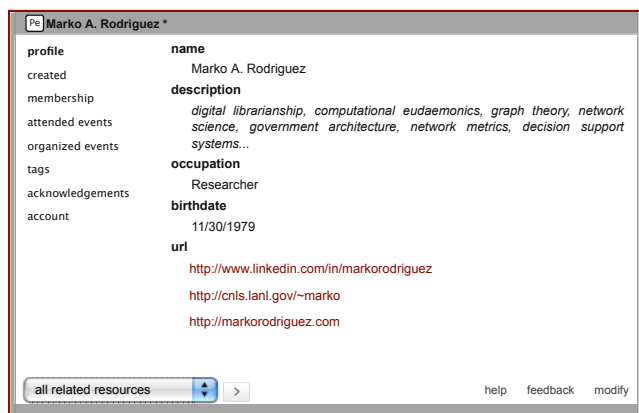 Pe Marko A. Rodriguez *
profile
created
membership
attended events
organized events
tags
acknowledgements
account
name
Marko A. Rodriguez
description
digital librarianship, computational eudaemonics, graph theory, network
science, government architecture, network metrics, decision support
systems...
occupation
Researcher
birthdate
11/30/1979
url
http://www.linkedin.com/in/markorodriguez
http://cnls.lanl.gov/~marko
http://markorodriguez.com
all related resources >
help feedback modify